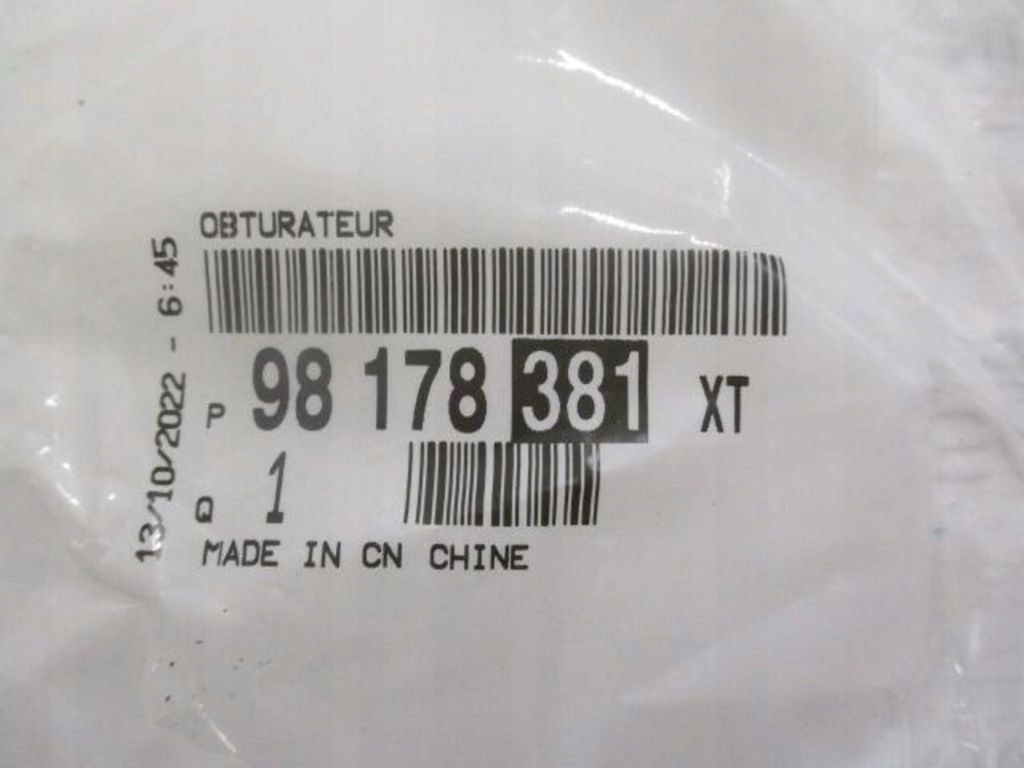 OBTURATEUR
P 98 178 381 XT
Q 1
MADE IN CN CHINE
13/10/2022 - 6:45